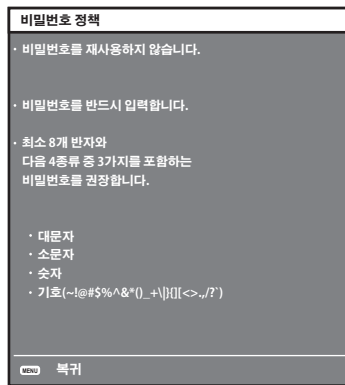 비밀번호 정책
· 비밀번호를 재사용하지 않습니다.
· 비밀번호를 반드시 입력합니다.
· 최소 8개 반자와
다음 4종류 중 3가지를 포함하는
비밀번호를 권장합니다.
· 대문자
· 소문자
· 숫자
· 기호(~!@#$%^&*()_+\|}{][<>.,/?`)
MENU 복귀